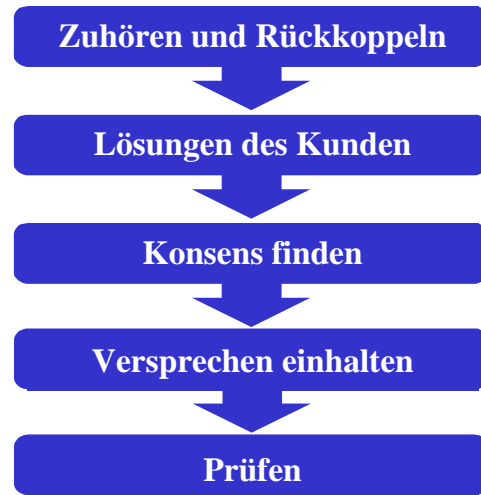 Zuhören und Rückkoppeln
Lösungen des Kunden
Konsens finden
Versprechen einhalten
Prüfen